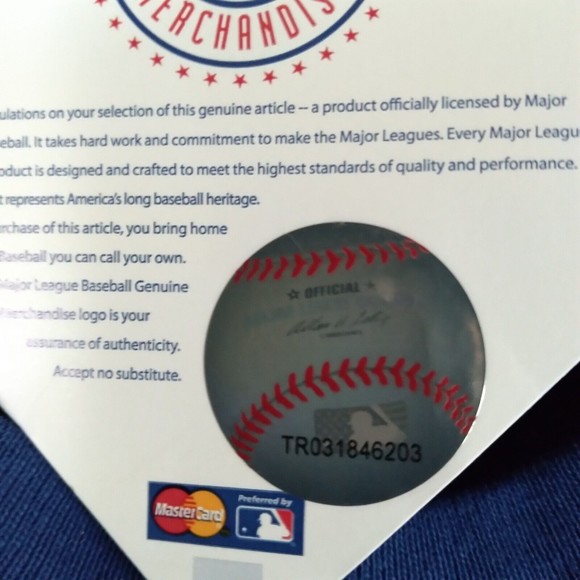 MERCHANDIS
ulations on your selection of this genuine article -- a product officially licensed by Major
eball. It takes hard work and commitment to make the Major Leagues. Every Major Leagu
oduct is designed and crafted to meet the highest standards of quality and performance.
t represents America's long baseball heritage.
rchase of this article, you bring home
Baseball you can call your own.
Major League Baseball Genuine
Merchandise logo is your
assurance of authenticity.
Accept no substitute.
OFFICIAL
TR031846203
MasterCard
Preferred by